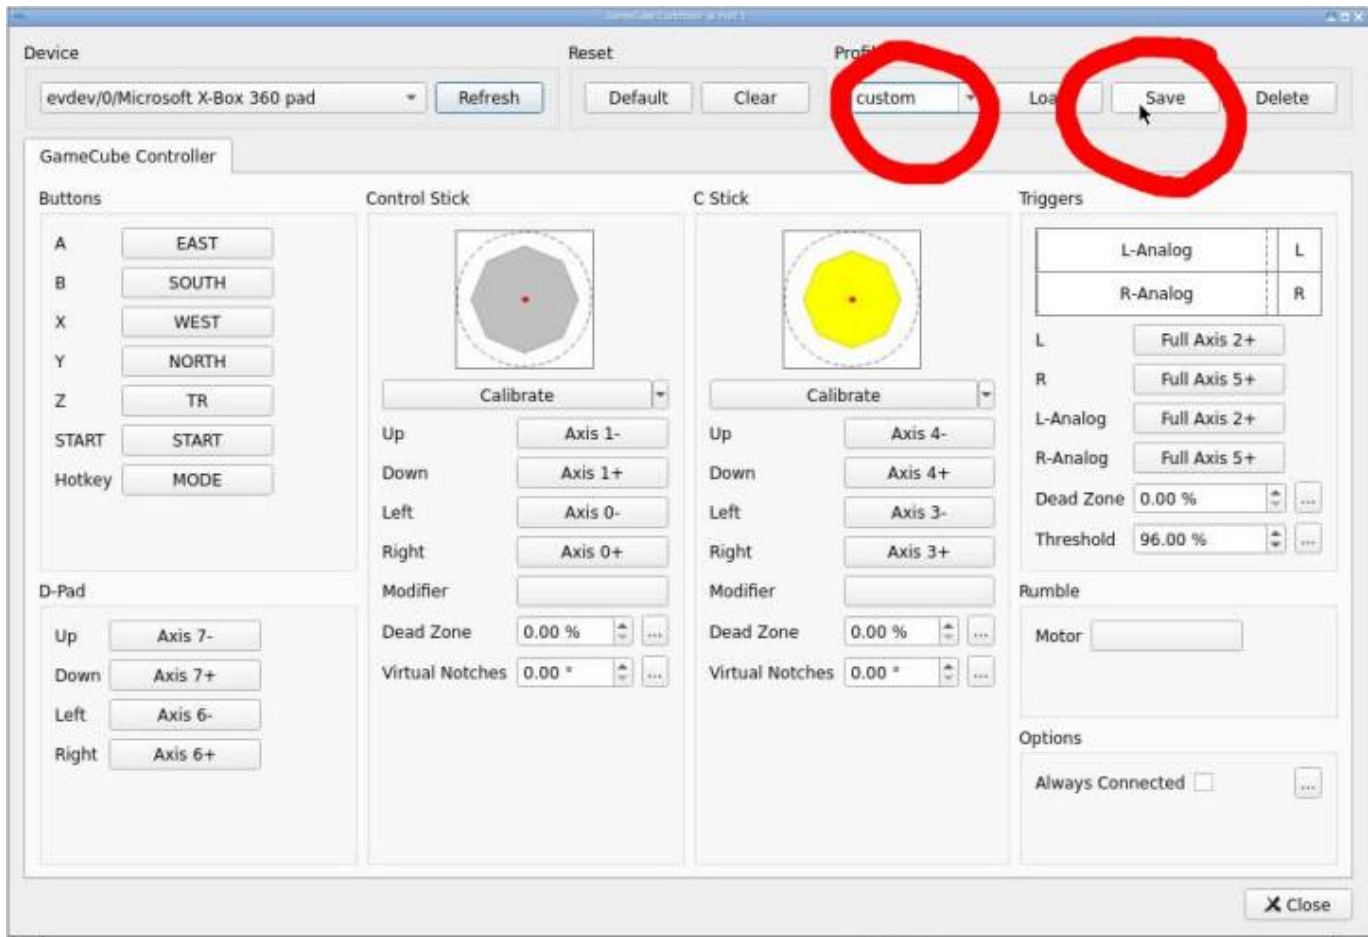 GameCube Controller at Port 1
Device
Reset
evdev/0/Microsoft X-Box 360 pad
Refresh
Default
Clear
custom
Save
Delete
GameCube Controller
Buttons
A EAST
B SOUTH
X WEST
Y NORTH
Z TR
START START
Hotkey MODE
D-Pad
Up Axis 7-
Down Axis 7+
Left Axis 6-
Right Axis 6+
Control Stick
Calibrate
Up Axis 1-
Down Axis 1+
Left Axis 0-
Right Axis 0+
Modifier
Dead Zone 0.00 % ...
Virtual Notches 0.00 ° ...
C Stick
Calibrate
Up Axis 4-
Down Axis 4+
Left Axis 3-
Right Axis 3+
Modifier
Dead Zone 0.00 % ...
Virtual Notches 0.00 ° ...
Triggers
L-Analog L
R-Analog R
L Full Axis 2+
R Full Axis 5+
L-Analog Full Axis 2+
R-Analog Full Axis 5+
Dead Zone 0.00 % ...
Threshold 96.00 % ...
Rumble
Motor
Options
Always Connected ...
Close